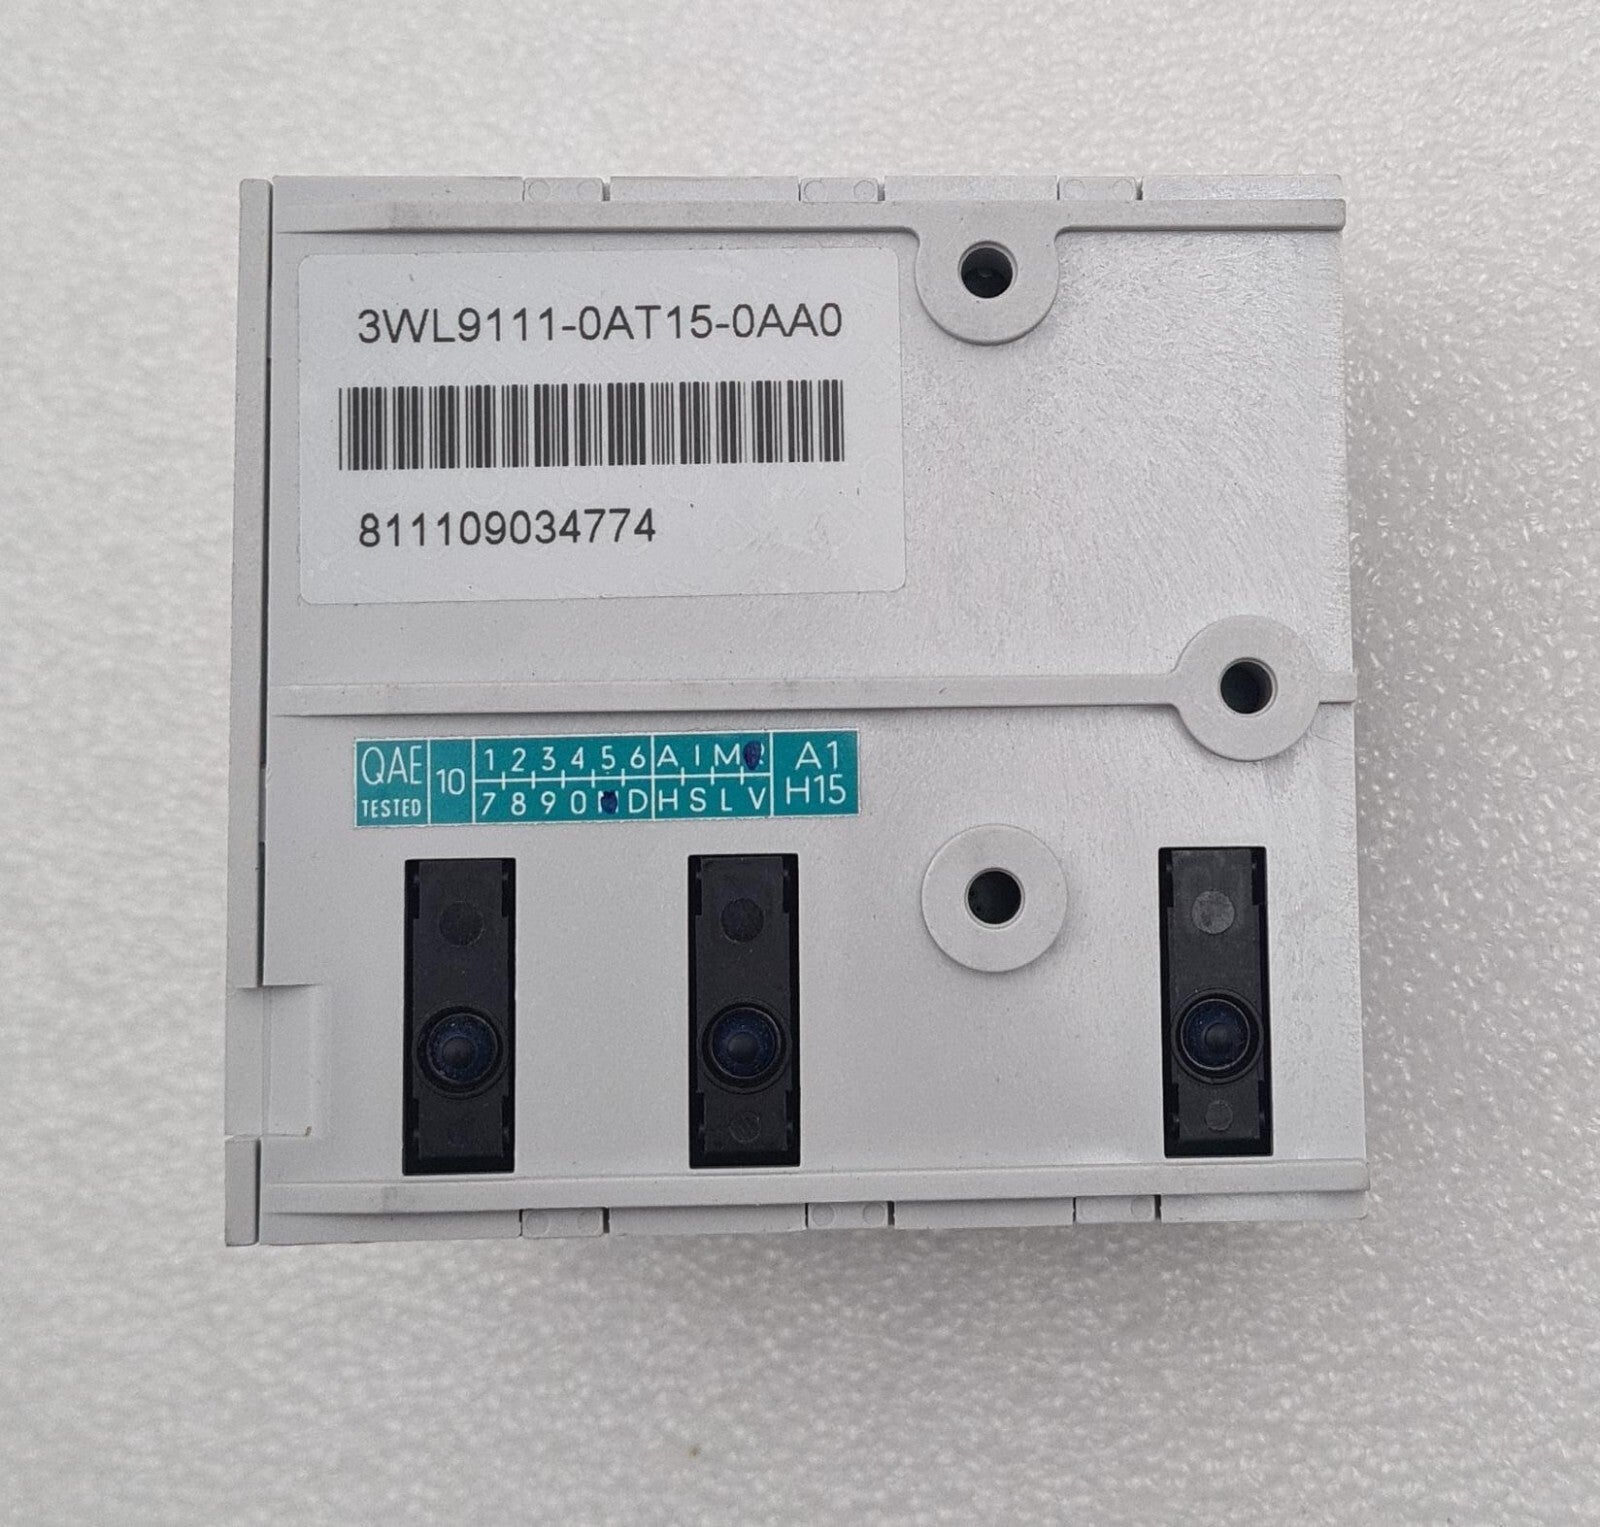 3WL9111-0AT15-0AA0
811109034774
QAE TESTED 10 1 2 3 4 5 6 A I M A1
7 8 9 0 D H S L V H15